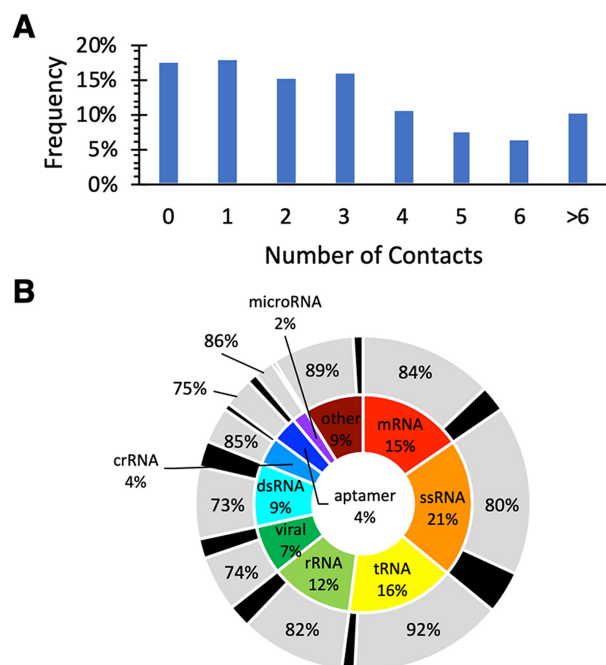 A
20%
15%
10%
5%
0%
Frequency
0 1 2 3 4 5 6 >6
Number of Contacts
B
microRNA
2%
86%
89%
84%
75%
other
9%
mRNA
15%
85%
crRNA
4%
dsRNA
9%
aptamer
4%
ssRNA
21%
80%
73%
viral
7%
rRNA
12%
tRNA
16%
74%
82%
92%